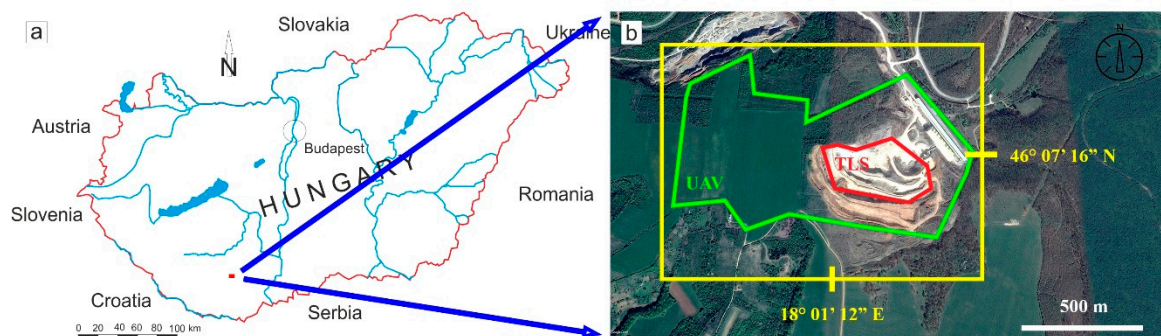 a
Slovakia
Ukraine
N
Austria
Budapest
HUNGARY
Slovenia
Romania
Croatia
Serbia
0 20 40 60 80 100 km
b
N
TLS
UAV
46° 07' 16" N
18° 01' 12" E
500 m